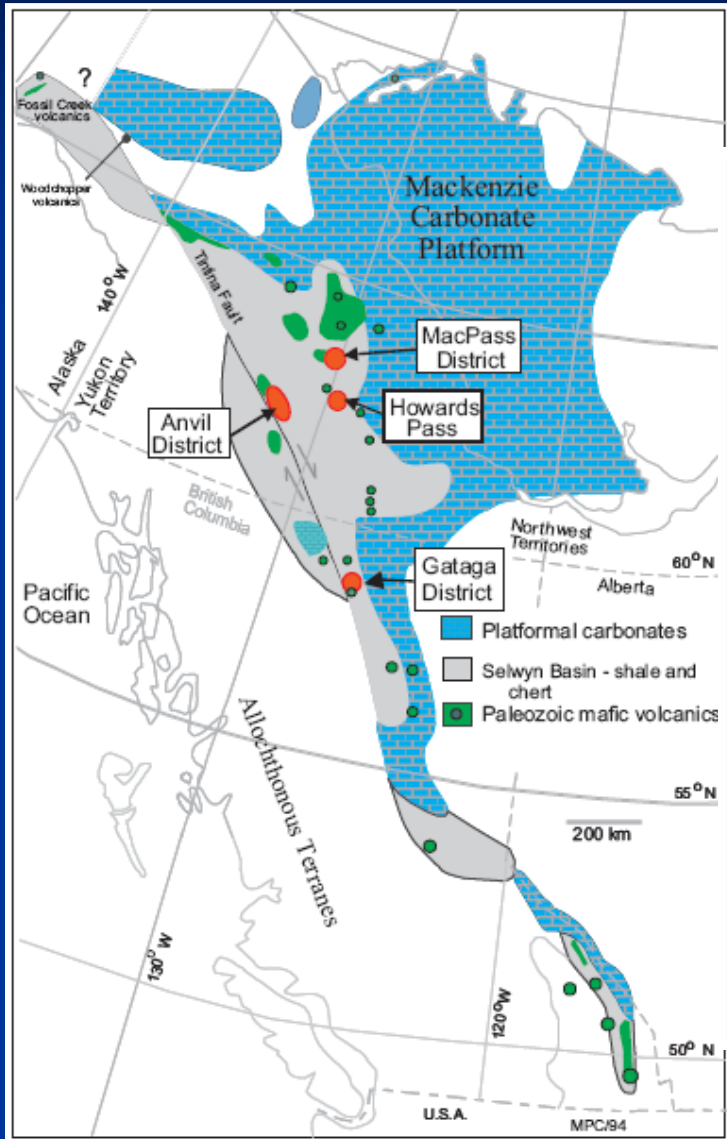 ?
Fossil Creek
volcanics
Woodchopper
volcanics
Mackenzie
Carbonate
Platform
140°W
Tintina Fault
Alaska
Yukon
Territory
MacPass
District
Anvil
District
Howards
Pass
British
Columbia
Northwest
Territories
60°N
Alberta
Gataga
District
Pacific
Ocean
Platformal carbonates
Selwyn Basin - shale and
chert
Paleozoic mafic volcanics
Allochthonous Terranes
55°N
200 km
130°W
120°W
50°N
U.S.A.
MPC/94